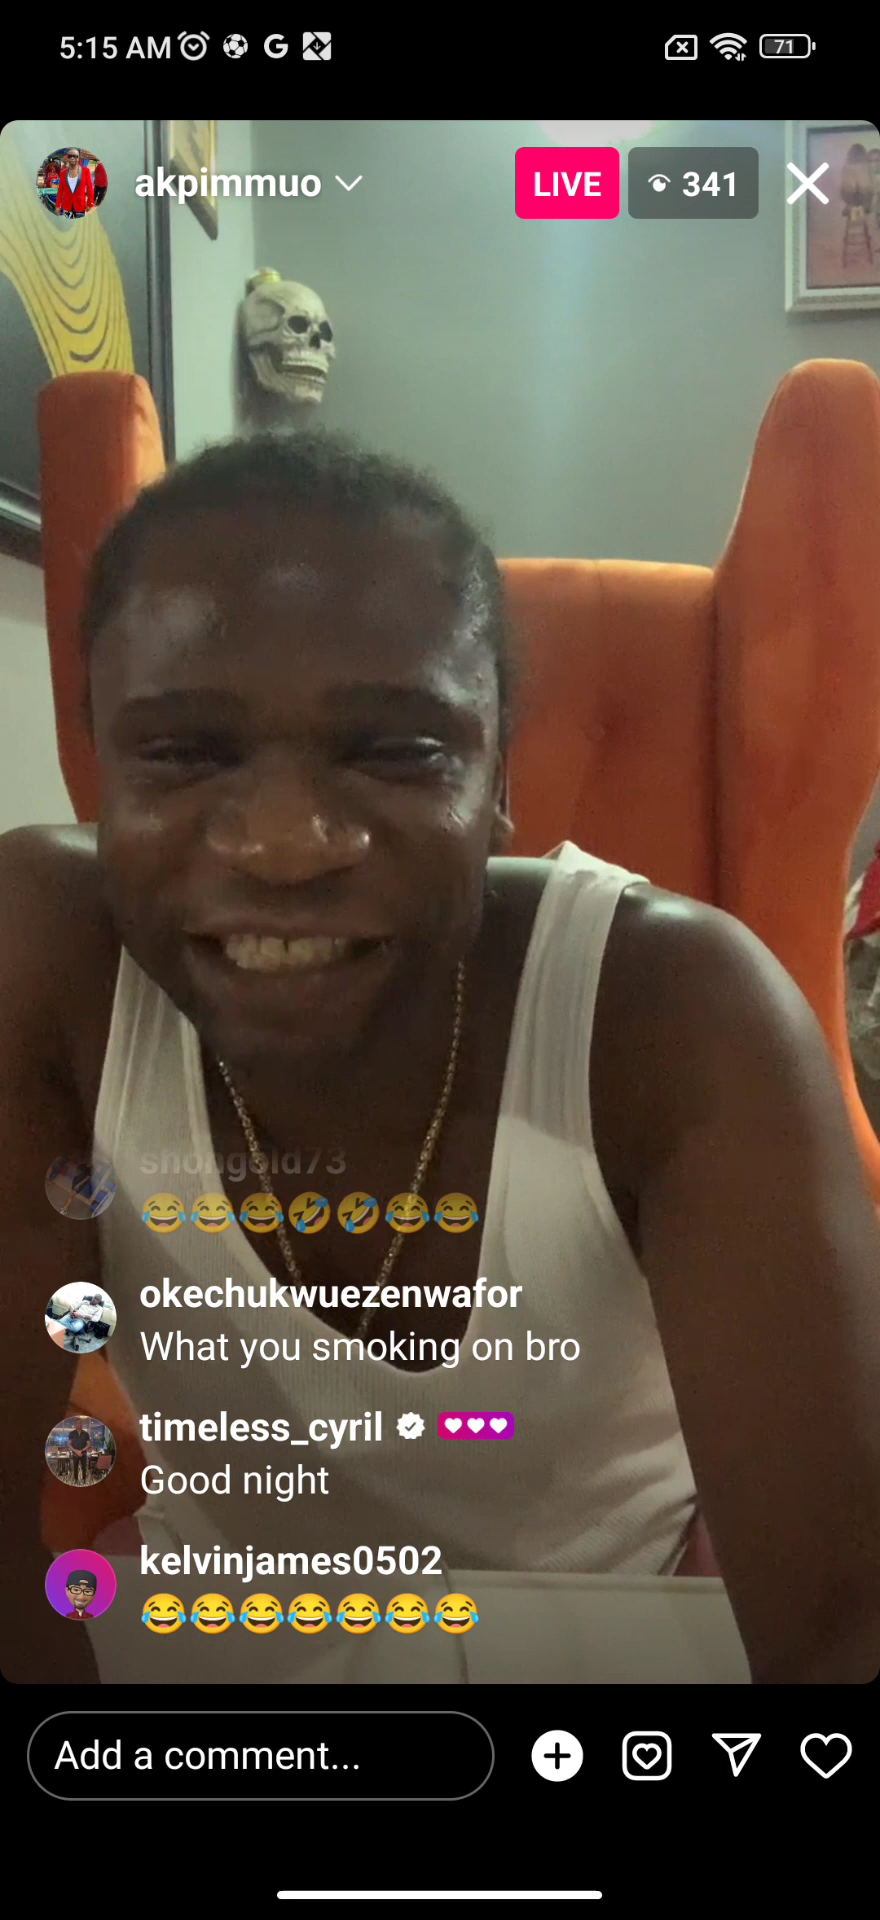 5:15 AM
71
akpimmuo
LIVE
341
shongold73
😂😂😂🤣🤣😂😂
okechukwuezenwafor
What you smoking on bro
timeless_cyril
Good night
kelvinjames0502
😂😂😂😂😂😂😂
Add a comment...